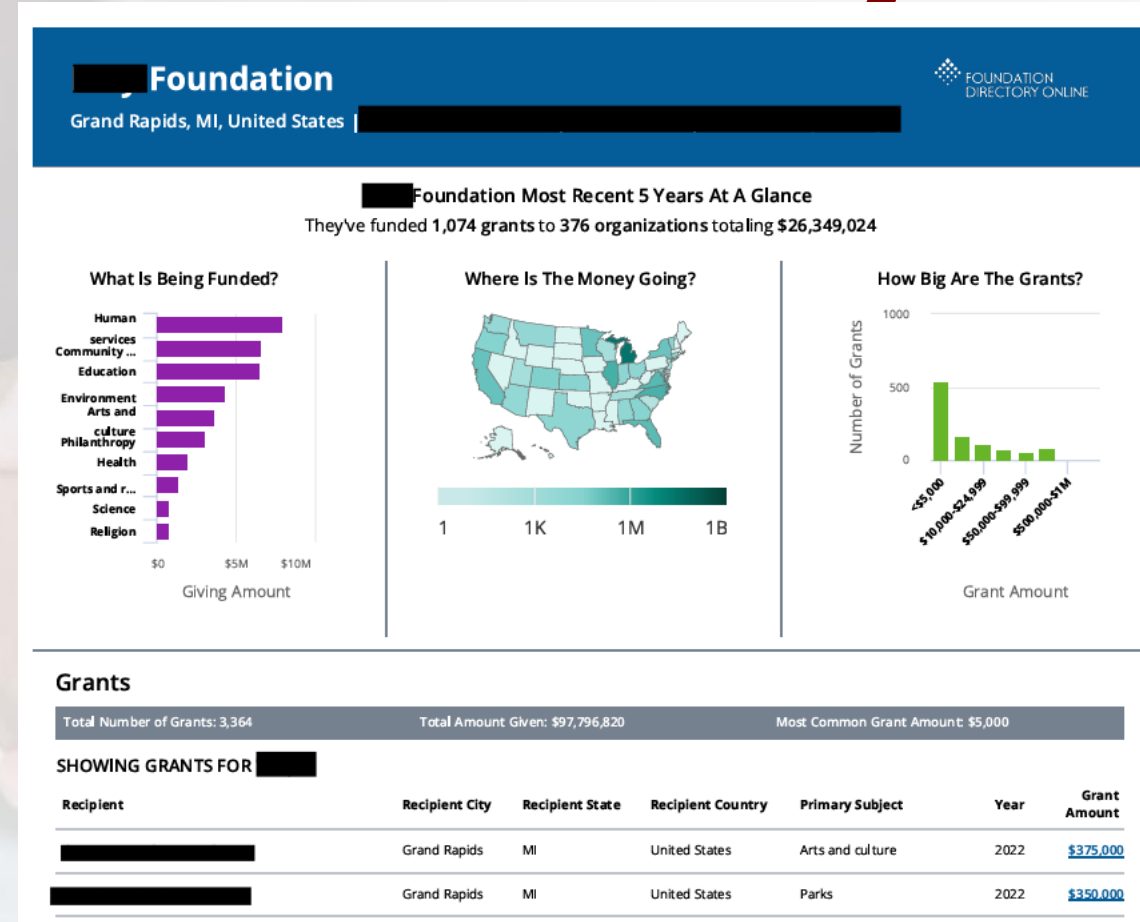 Foundation
FOUNDATION
DIRECTORY ONLINE
Grand Rapids, MI, United States |
Foundation Most Recent 5 Years At A Glance
They've funded 1,074 grants to 376 organizations totaling $26,349,024
What Is Being Funded?
Human
services
Community ...
Education
Environment
Arts and
culture
Philanthropy
Health
Sports and r...
Science
Religion
$0 $5M $10M
Giving Amount
Where Is The Money Going?
1 1K 1M 1B
How Big Are The Grants?
Number of Grants
1000
500
0
<$5,000
$10,000-$24,999
$50,000-$99,999
$500,000-$1M
Grant Amount
Grants
Total Number of Grants: 3,364 Total Amount Given: $97,796,820 Most Common Grant Amount: $5,000
SHOWING GRANTS FOR
Recipient Recipient City Recipient State Recipient Country Primary Subject Year Grant Amount
Grand Rapids MI United States Arts and culture 2022 $375,000
Grand Rapids MI United States Parks 2022 $350,000